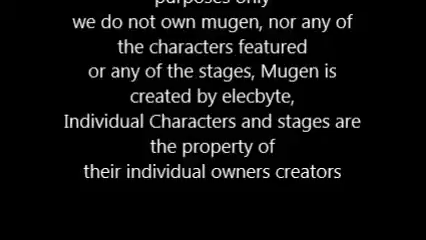 purposes only
we do not own mugen, nor any of
the characters featured
or any of the stages, Mugen is
created by elecbyte,
Individual Characters and stages are
the property of
their individual owners creators